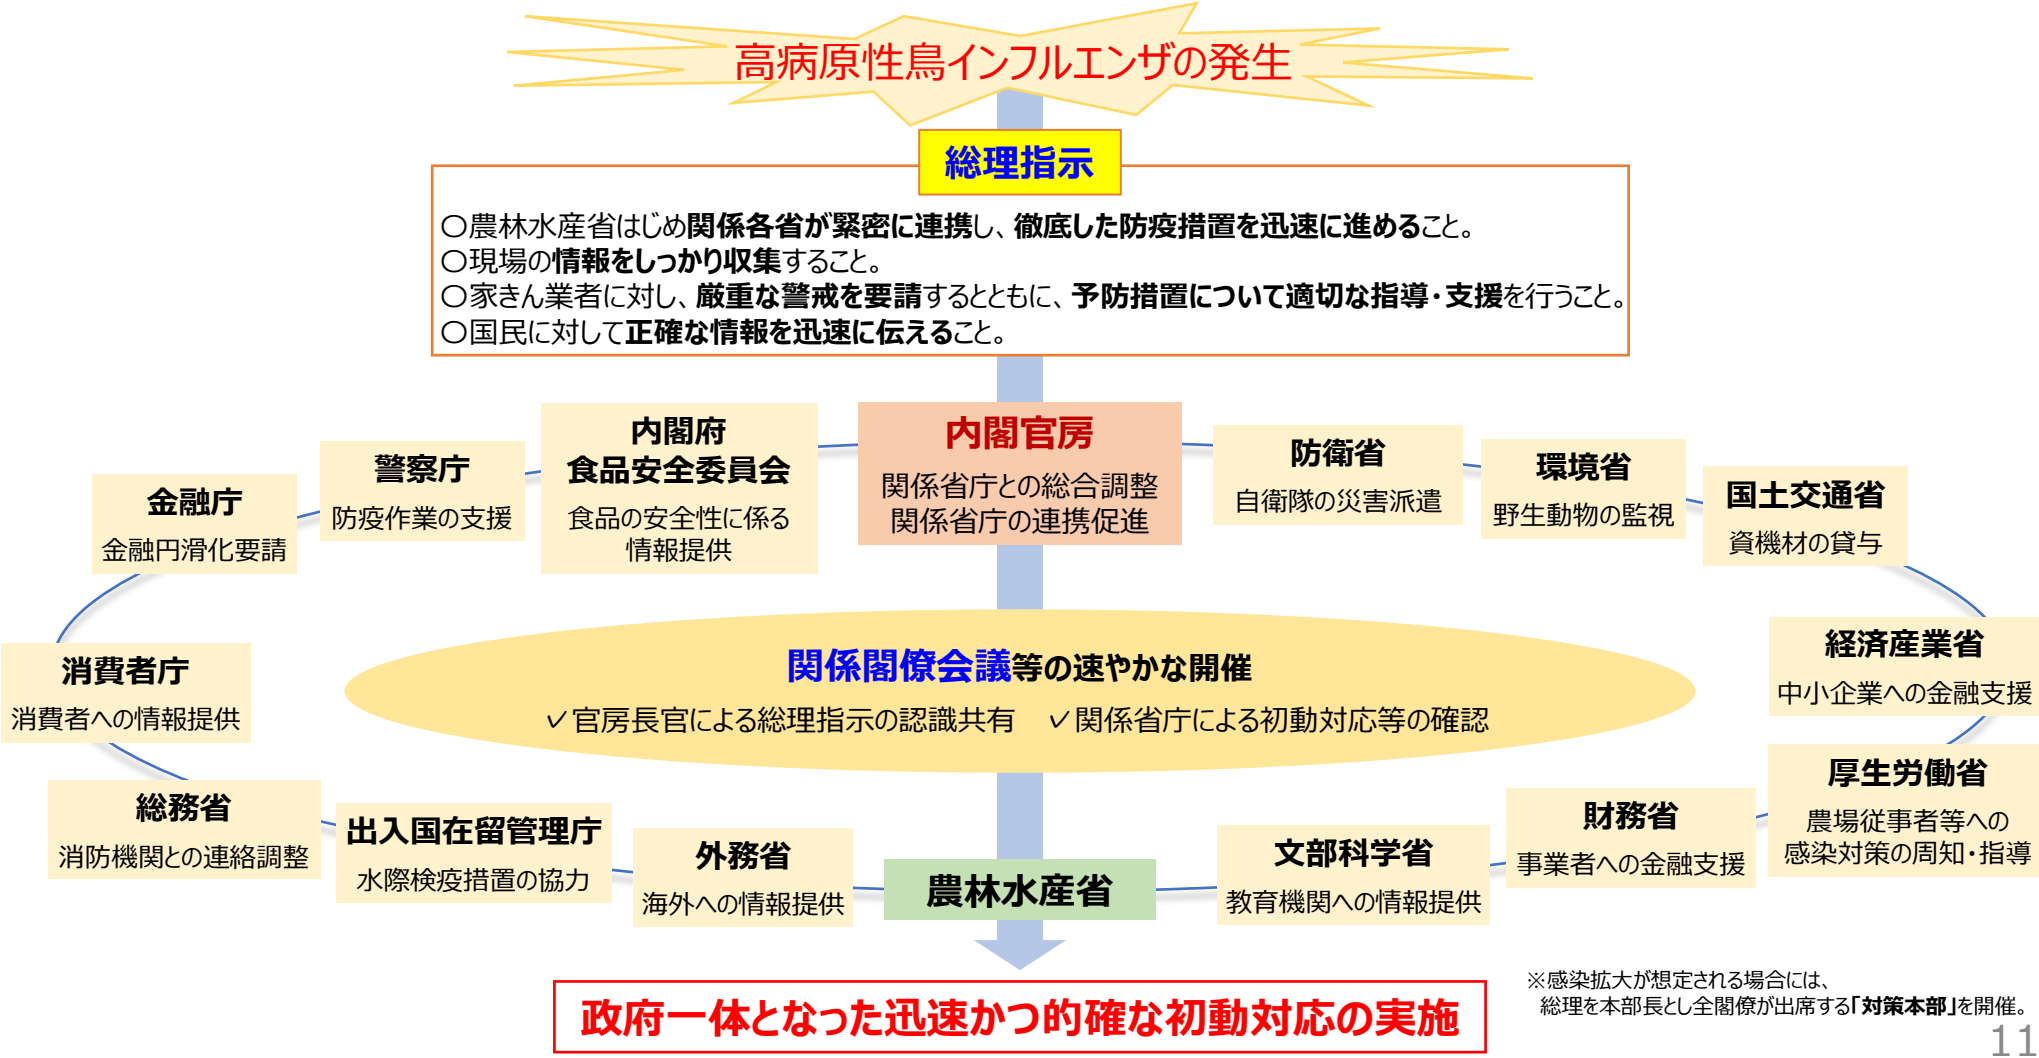 高病原性鳥インフルエンザの発生
総理指示
〇農林水産省はじめ関係各省が緊密に連携し、徹底した防疫措置を迅速に進めること。
〇現場の情報をしっかり収集すること。
〇家きん業者に対し、厳重な警戒を要請するとともに、予防措置について適切な指導・支援を行うこと。
〇国民に対して正確な情報を迅速に伝えること。
金融庁
金融円滑化要請
警察庁
防疫作業の支援
内閣府
食品安全委員会
食品の安全性に係る
情報提供
内閣官房
関係省庁との総合調整
関係省庁の連携促進
防衛省
自衛隊の災害派遣
環境省
野生動物の監視
国土交通省
資機材の貸与
消費者庁
消費者への情報提供
関係閣僚会議等の速やかな開催
✓官房長官による総理指示の認識共有　✓関係省庁による初動対応等の確認
経済産業省
中小企業への金融支援
総務省
消防機関との連絡調整
出入国在留管理庁
水際検疫措置の協力
外務省
海外への情報提供
農林水産省
文部科学省
教育機関への情報提供
財務省
事業者への金融支援
厚生労働省
農場従事者等への
感染対策の周知・指導
政府一体となった迅速かつ的確な初動対応の実施
※感染拡大が想定される場合には、
総理を本部長とし全閣僚が出席する「対策本部」を開催。
11